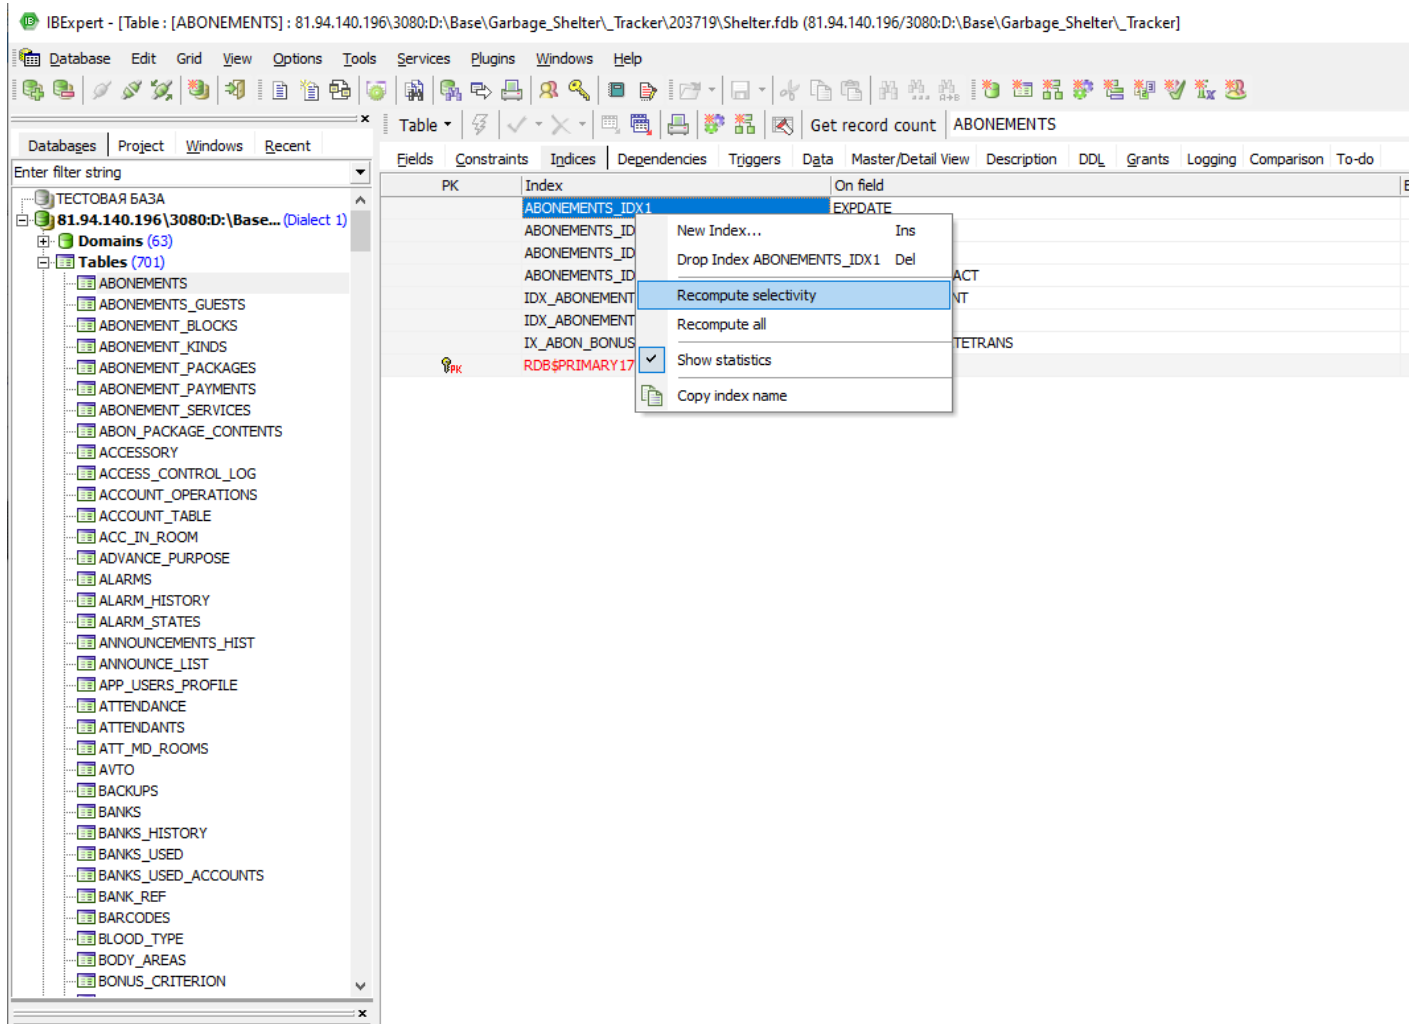 IBExpert - [Table : [ABONEMENTS] : 81.94.140.196\3080:D:\Base\Garbage_Shelter\_Tracker\203719\Shelter.fdb (81.94.140.196/3080:D:\Base\Garbage_Shelter\_Tracker]
Database Edit Grid View Options Tools Services Plugins Windows Help
Table Get record count ABONEMENTS
Databases Project Windows Recent
Fields Constraints Indices Dependencies Triggers Data Master/Detail View Description DDL Grants Logging Comparison To-do
Enter filter string
PK Index On field
ТЕСТОВАЯ БАЗА
81.94.140.196\3080:D:\Base... (Dialect 1)
Domains (63)
Tables (701)
ABONEMENTS
ABONEMENTS_GUESTS
ABONEMENT_BLOCKS
ABONEMENT_KINDS
ABONEMENT_PACKAGES
ABONEMENT_PAYMENTS
ABONEMENT_SERVICES
ABON_PACKAGE_CONTENTS
ACCESSORY
ACCESS_CONTROL_LOG
ACCOUNT_OPERATIONS
ACCOUNT_TABLE
ACC_IN_ROOM
ADVANCE_PURPOSE
ALARMS
ALARM_HISTORY
ALARM_STATES
ANNOUNCEMENTS_HIST
ANNOUNCE_LIST
APP_USERS_PROFILE
ATTENDANCE
ATTENDANTS
ATT_MD_ROOMS
AVTO
BACKUPS
BANKS
BANKS_HISTORY
BANKS_USED
BANKS_USED_ACCOUNTS
BANK_REF
BARCODES
BLOOD_TYPE
BODY_AREAS
BONUS_CRITERION
ABONEMENTS_IDX1 EXPDATE
ABONEMENTS_ID
ABONEMENTS_ID
ABONEMENTS_ID ACT
IDX_ABONEMENT NT
IDX_ABONEMENT
IX_ABON_BONUS TETRANS
PK RDB$PRIMARY17
New Index... Ins
Drop Index ABONEMENTS_IDX1 Del
Recompute selectivity
Recompute all
Show statistics
Copy index name